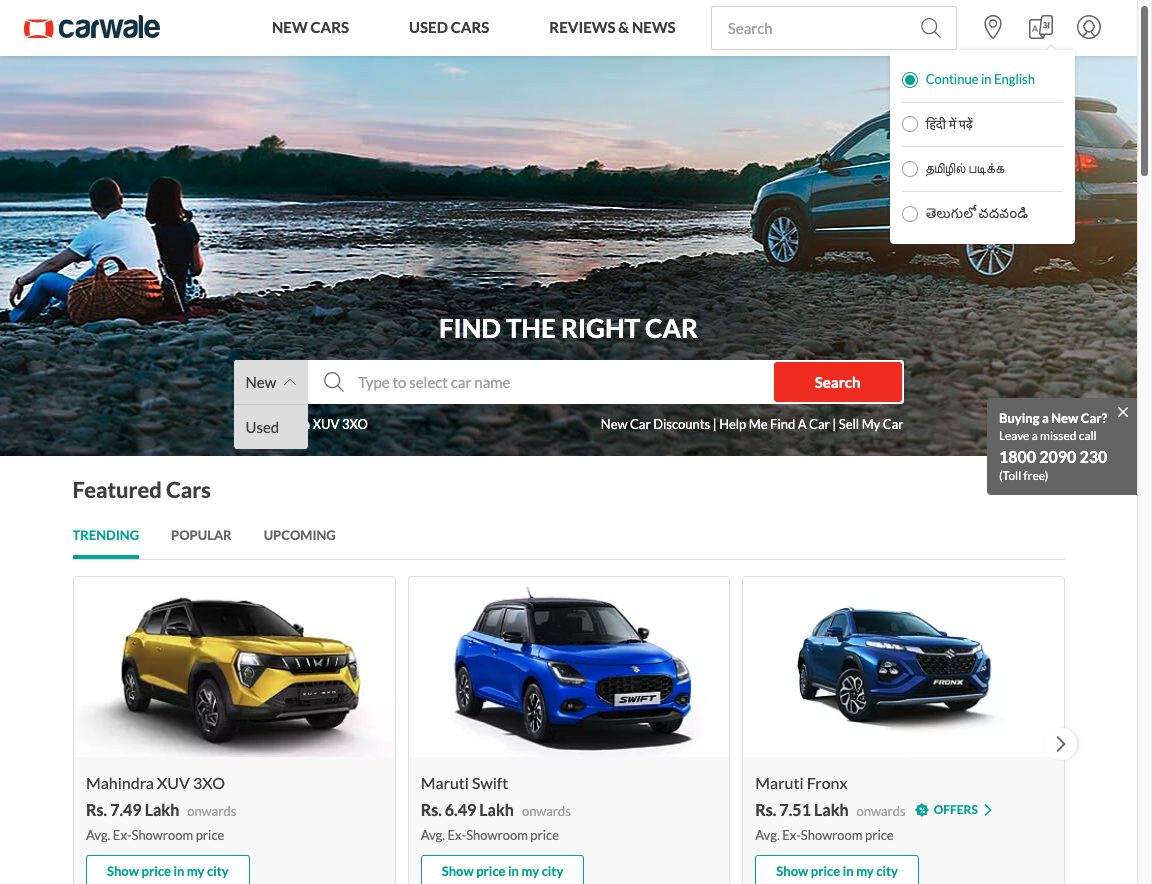 carwale
NEW CARS
USED CARS
REVIEWS & NEWS
Search
Continue in English
हिंदी में पढ़ें
தமிழில் படிக்க
తెలుగులో చదవండి
FIND THE RIGHT CAR
New
Type to select car name
Search
Used
XUV 3XO
New Car Discounts | Help Me Find A Car | Sell My Car
Buying a New Car?
Leave a missed call
1800 2090 230
(Toll free)
Featured Cars
TRENDING
POPULAR
UPCOMING
SWIFT
FRONX
Mahindra XUV 3XO
Rs. 7.49 Lakh onwards
Avg. Ex-Showroom price
Show price in my city
Maruti Swift
Rs. 6.49 Lakh onwards
Avg. Ex-Showroom price
Show price in my city
Maruti Fronx
Rs. 7.51 Lakh onwards OFFERS
Avg. Ex-Showroom price
Show price in my city